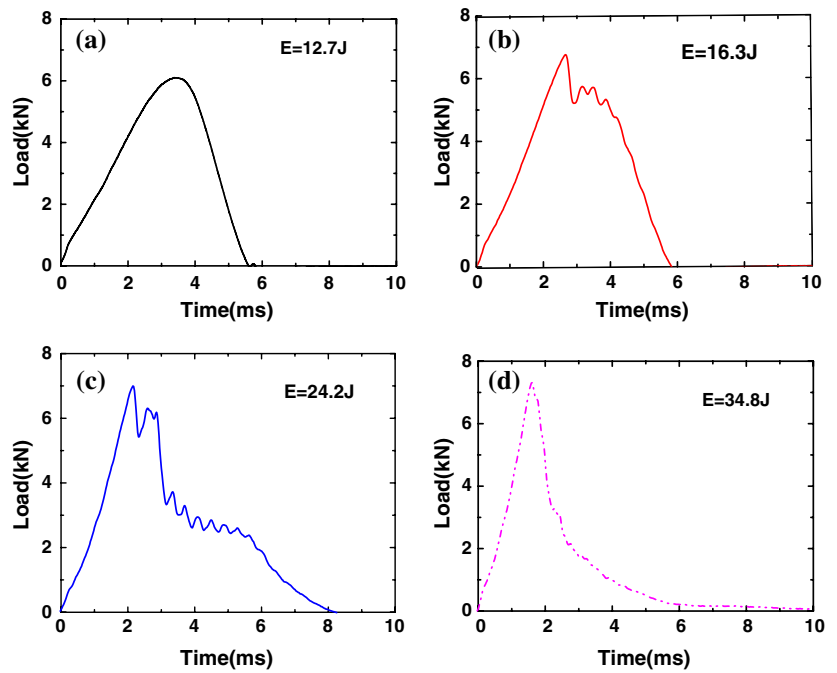 (a)
E=12.7J
Load(kN)
8
6
4
2
0
0 2 4 6 8 10
Time(ms)
(b)
E=16.3J
Load(kN)
8
6
4
2
0
0 2 4 6 8 10
Time(ms)
(c)
E=24.2J
Load(kN)
8
6
4
2
0
0 2 4 6 8 10
Time(ms)
(d)
E=34.8J
Load(kN)
8
6
4
2
0
0 2 4 6 8 10
Time(ms)